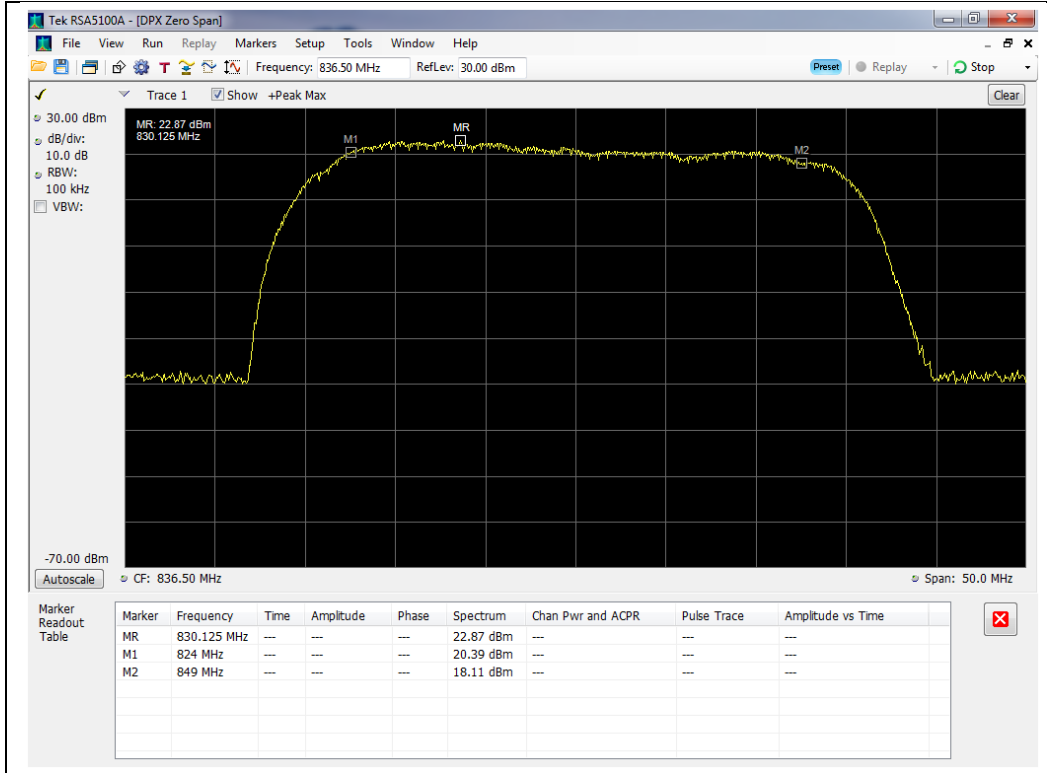 Tek RSA5100A - [DPX Zero Span]
File View Run Replay Markers Setup Tools Window Help
T Frequency: 836.50 MHz RefLev: 30.00 dBm Preset Replay Stop
Trace 1 Show +Peak Max Clear
30.00 dBm
dB/div:
10.0 dB
RBW:
100 kHz
VBW:
MR: 22.87 dBm
830.125 MHz
M1
MR
M2
-70.00 dBm
Autoscale CF: 836.50 MHz Span: 50.0 MHz
Marker
Readout
Table
Marker Frequency Time Amplitude Phase Spectrum Chan Pwr and ACPR Pulse Trace Amplitude vs Time
MR 830.125 MHz --- --- --- 22.87 dBm --- --- ---
M1 824 MHz --- --- --- 20.39 dBm --- --- ---
M2 849 MHz --- --- --- 18.11 dBm --- --- ---